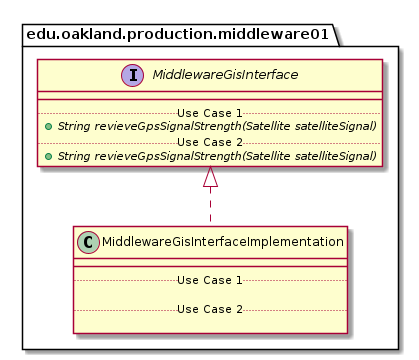 edu.oakland.production.middleware01
I MiddlewareGisInterface
Use Case 1
String revieveGpsSignalStrength(Satellite satelliteSignal)
Use Case 2
String revieveGpsSignalStrength(Satellite satelliteSignal)
C MiddlewareGisInterfaceImplementation
Use Case 1
Use Case 2